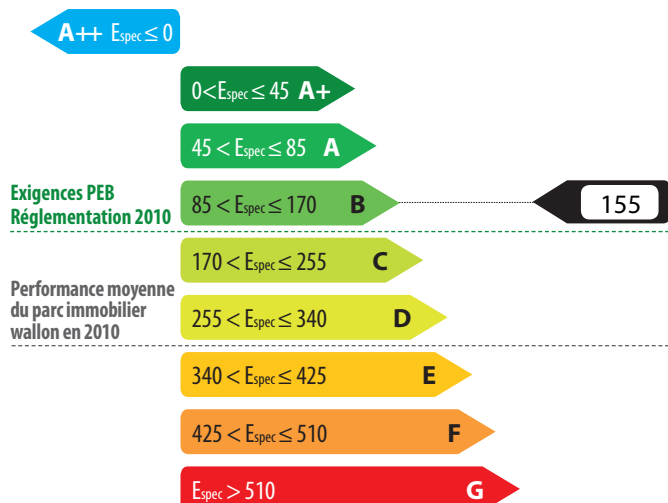 A++ Espec ≤ 0
0<Espec ≤ 45 A+
45 < Espec ≤ 85 A
Exigences PEB
Réglementation 2010
85 < Espec ≤ 170 B
155
170 < Espec ≤ 255 C
Performance moyenne
du parc immobilier
wallon en 2010
255 < Espec ≤ 340 D
340 < Espec ≤ 425 E
425 < Espec ≤ 510 F
Espec > 510 G